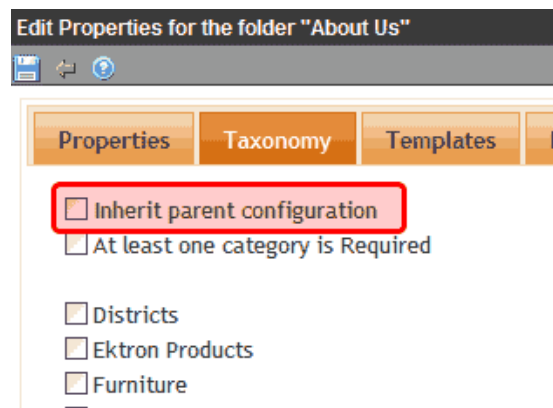 Edit Properties for the folder "About Us"
Properties Taxonomy Templates
Inherit parent configuration
At least one category is Required
Districts
Ektron Products
Furniture